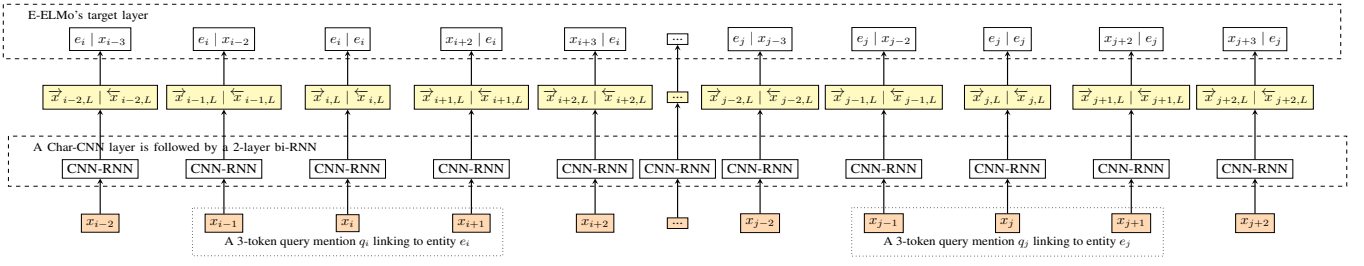 E-ELMo's target layer
e_i | x_{i−3} e_i | x_{i−2} e_i | e_i x_{i+2} | e_i x_{i+3} | e_i ... e_j | x_{j−3} e_j | x_{j−2} e_j | e_j x_{j+2} | e_j x_{j+3} | e_j
→x_{i−2,L} | ←x_{i−2,L} →x_{i−1,L} | ←x_{i−1,L} →x_{i,L} | ←x_{i,L} →x_{i+1,L} | ←x_{i+1,L} →x_{i+2,L} | ←x_{i+2,L} ... →x_{j−2,L} | ←x_{j−2,L} →x_{j−1,L} | ←x_{j−1,L} →x_{j,L} | ←x_{j,L} →x_{j+1,L} | ←x_{j+1,L} →x_{j+2,L} | ←x_{j+2,L}
A Char-CNN layer is followed by a 2-layer bi-RNN
CNN-RNN CNN-RNN CNN-RNN CNN-RNN CNN-RNN CNN-RNN CNN-RNN CNN-RNN CNN-RNN CNN-RNN CNN-RNN
x_{i−2} x_{i−1} x_i x_{i+1} x_{i+2} ... x_{j−2} x_{j−1} x_j x_{j+1} x_{j+2}
A 3-token query mention q_i linking to entity e_i A 3-token query mention q_j linking to entity e_j